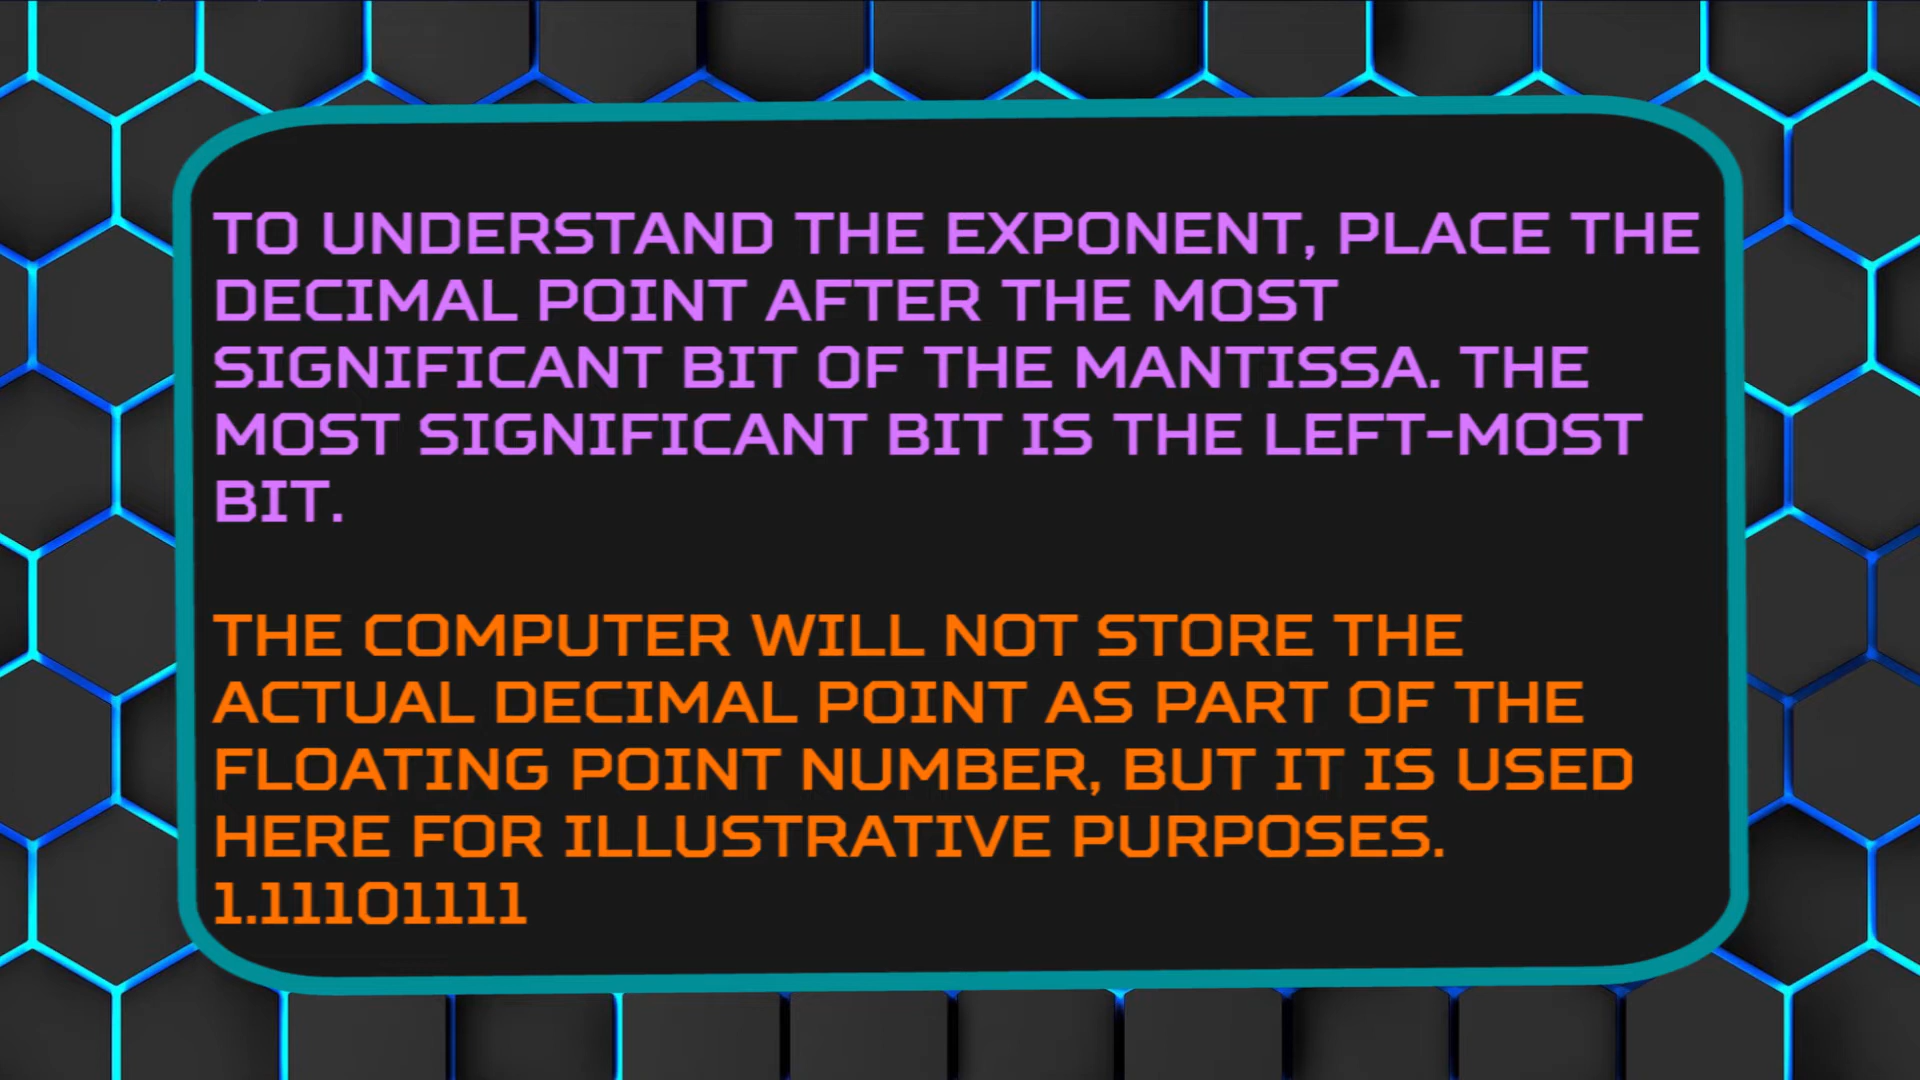 TO UNDERSTAND THE EXPONENT, PLACE THE
DECIMAL POINT AFTER THE MOST
SIGNIFICANT BIT OF THE MANTISSA. THE
MOST SIGNIFICANT BIT IS THE LEFT-MOST
BIT.
THE COMPUTER WILL NOT STORE THE
ACTUAL DECIMAL POINT AS PART OF THE
FLOATING POINT NUMBER, BUT IT IS USED
HERE FOR ILLUSTRATIVE PURPOSES.
1.11101111